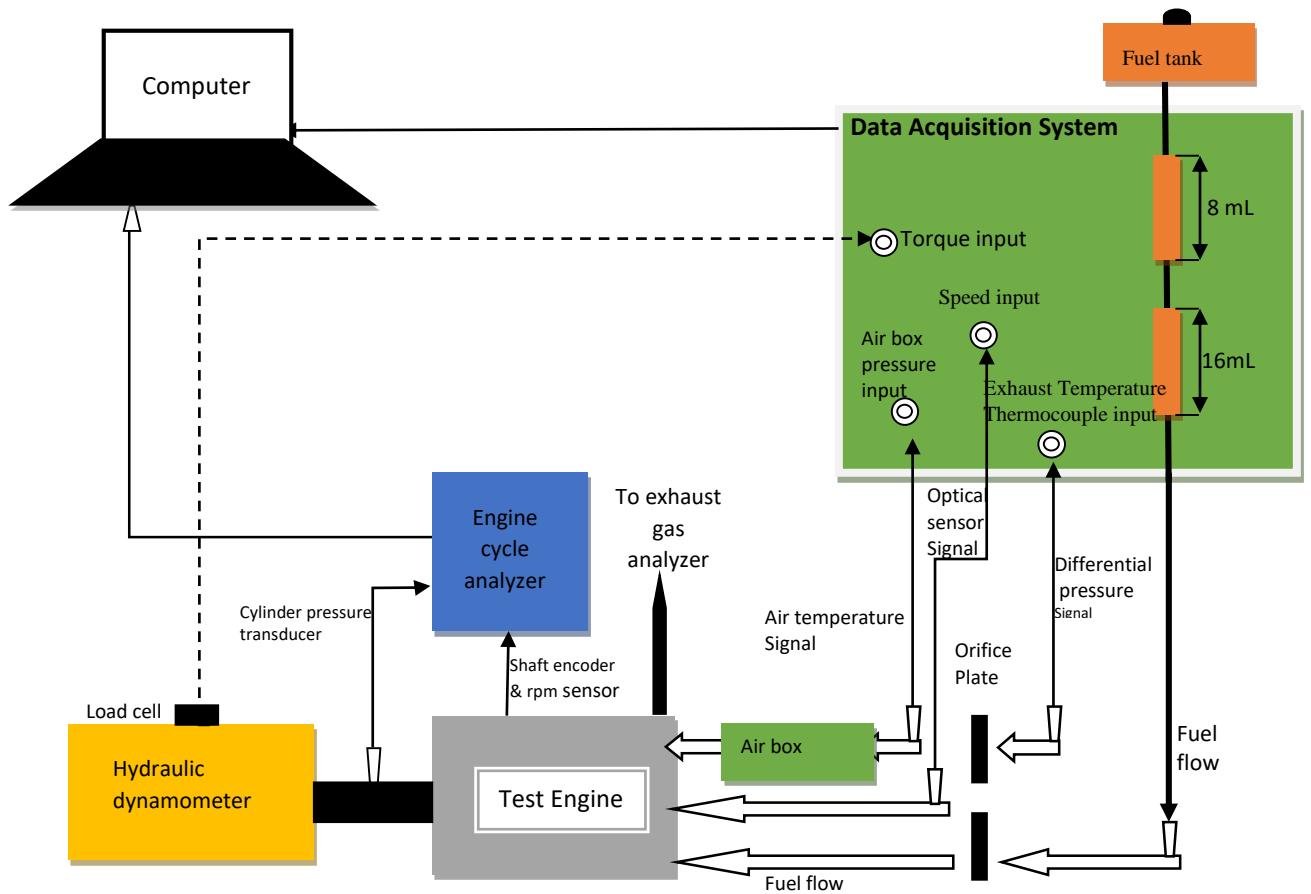 Fuel tank
Computer
Data Acquisition System
8 mL
Torque input
Speed input
Air box
pressure
input
16mL
Exhaust Temperature
Thermocouple input
Engine
cycle
analyzer
To exhaust
gas
analyzer
Optical
sensor
Signal
Differential
pressure
Signal
Cylinder pressure
transducer
Air temperature
Signal
Shaft encoder
& rpm sensor
Orifice
Plate
Load cell
Fuel
flow
Air box
Hydraulic
dynamometer
Test Engine
Fuel flow